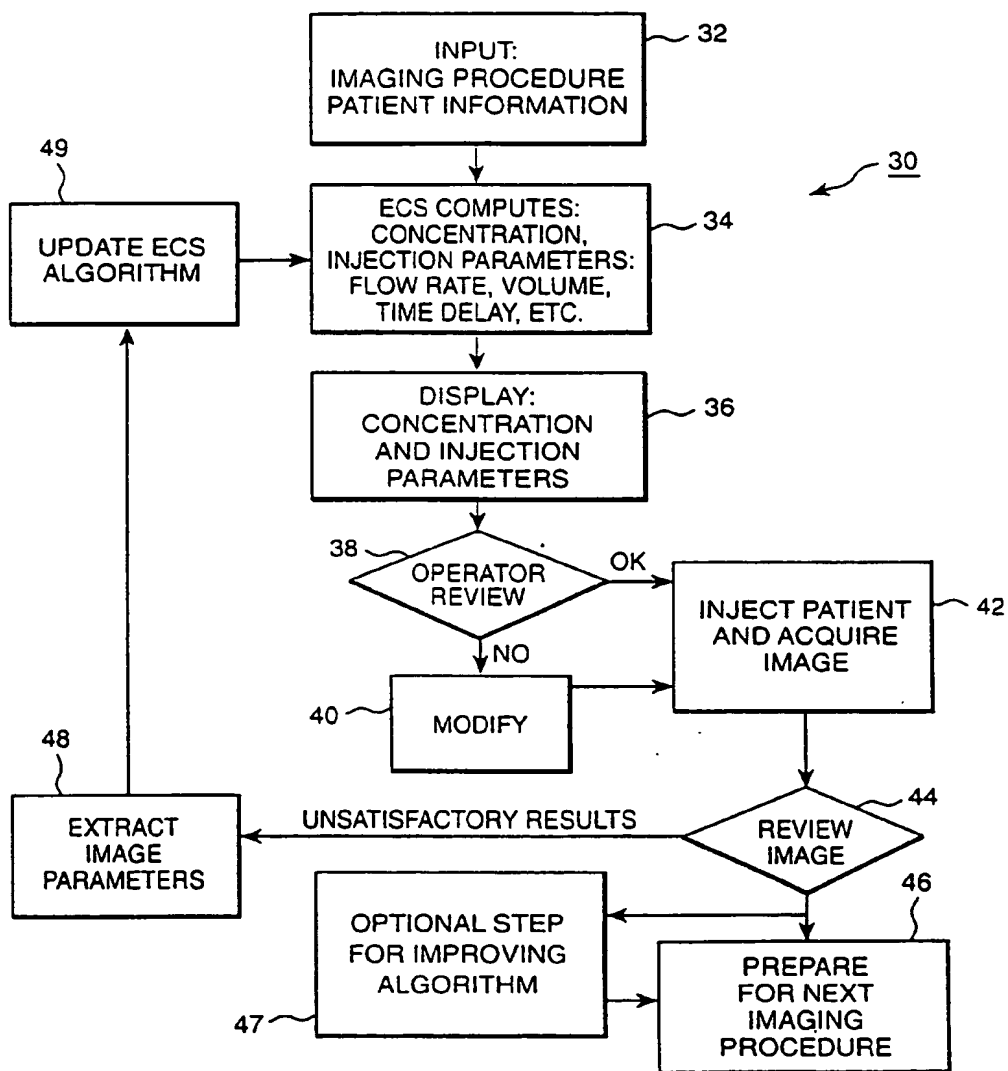 INPUT:
IMAGING PROCEDURE
PATIENT INFORMATION
32
30
49
UPDATE ECS
ALGORITHM
ECS COMPUTES:
CONCENTRATION,
INJECTION PARAMETERS:
FLOW RATE, VOLUME,
TIME DELAY, ETC.
34
DISPLAY:
CONCENTRATION
AND INJECTION
PARAMETERS
36
38
OPERATOR
REVIEW
OK
NO
40
MODIFY
INJECT PATIENT
AND ACQUIRE
IMAGE
42
44
REVIEW
IMAGE
UNSATISFACTORY RESULTS
48
EXTRACT
IMAGE
PARAMETERS
OPTIONAL STEP
FOR IMPROVING
ALGORITHM
47
46
PREPARE
FOR NEXT
IMAGING
PROCEDURE